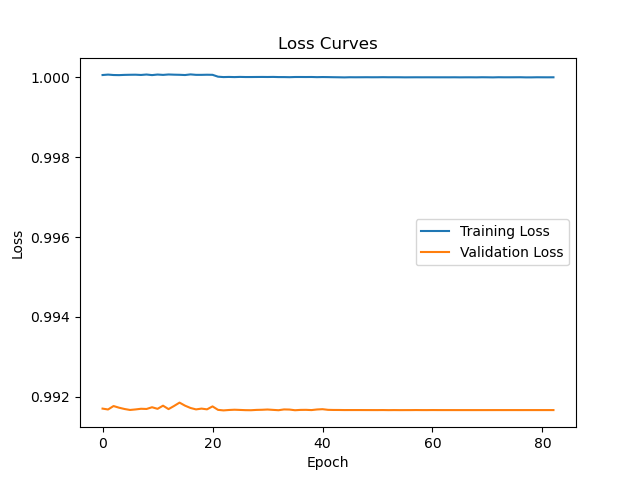 Loss Curves
1.000
0.998
0.996
0.994
0.992
Loss
Training Loss
Validation Loss
0 20 40 60 80
Epoch